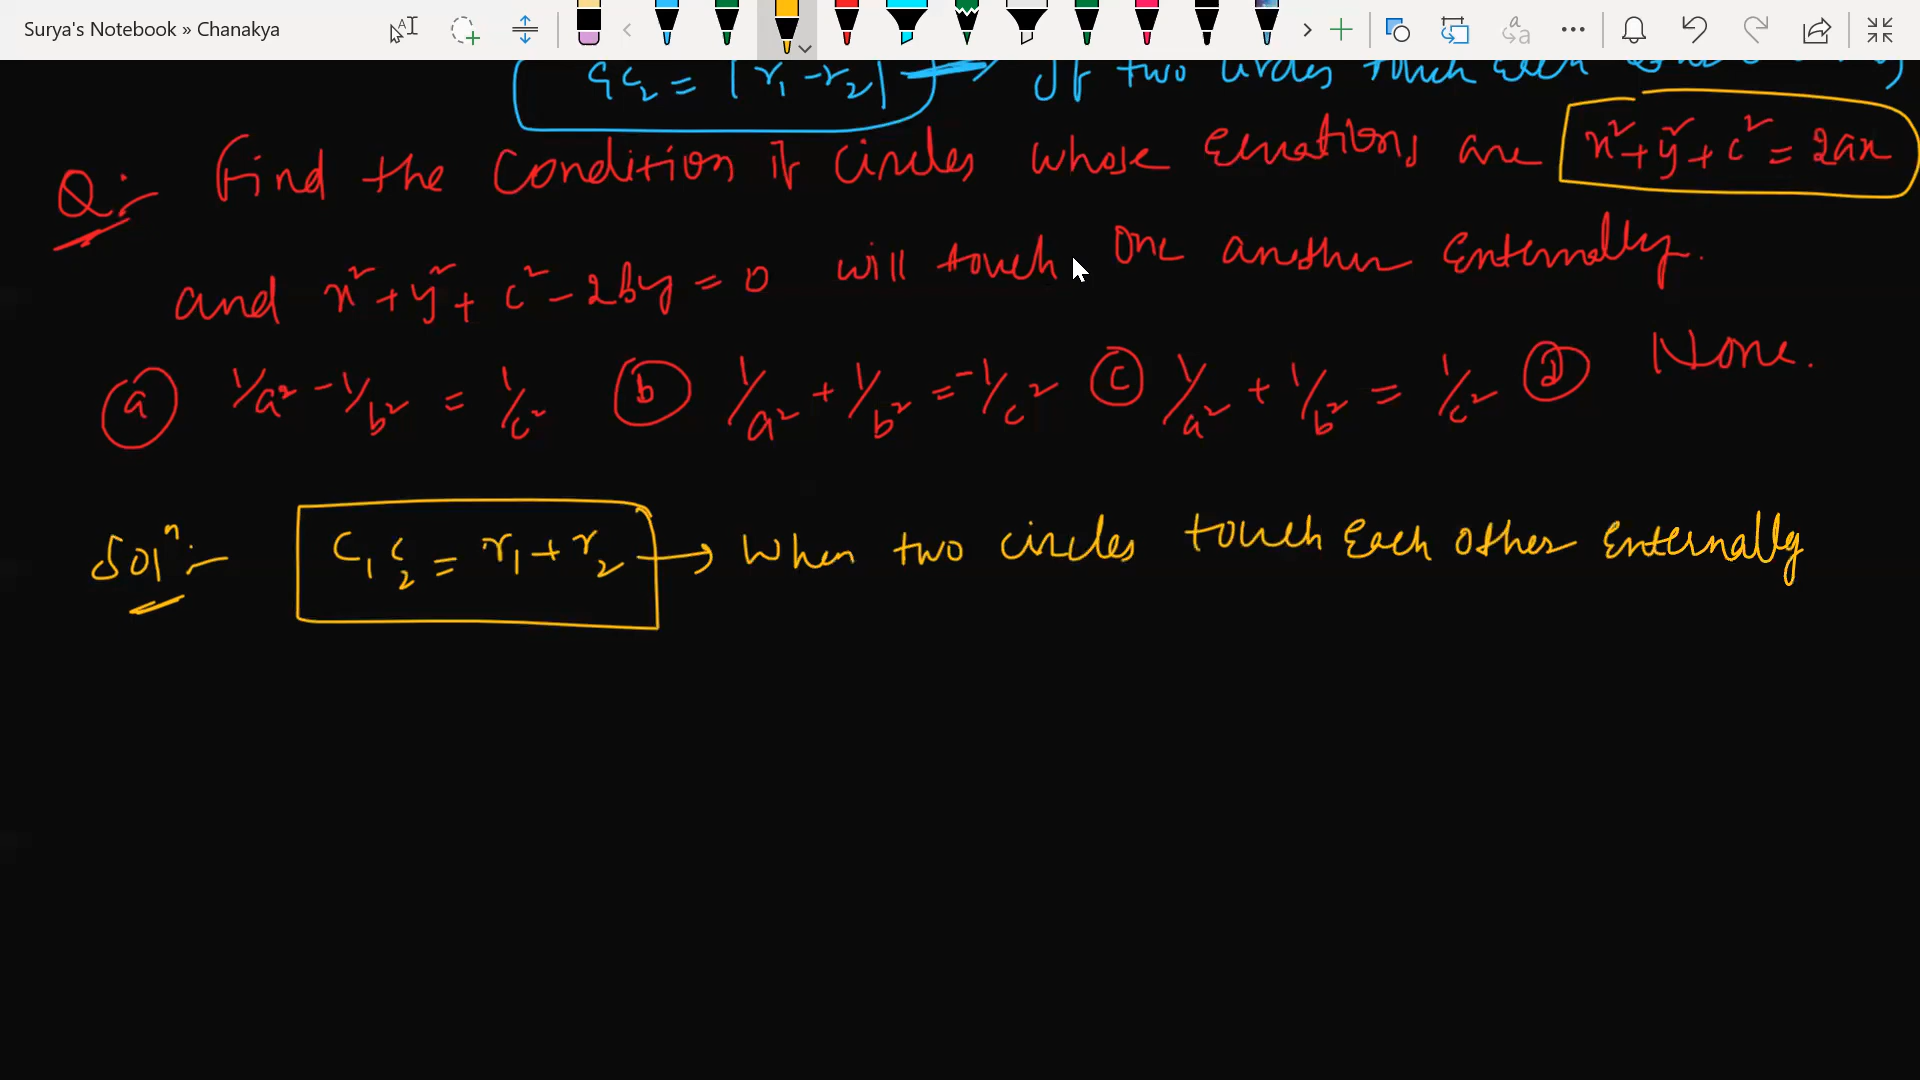 Surya's Notebook » Chanakya
C1C2 = |r1-r2| → If two circles touch each
Q:- Find the Condition if circles whose Equations are x²+y²+c² = 2ax
and x²+y²+c²-2by = 0 will touch one another Externally.
(a) 1/a² - 1/b² = 1/c² (b) 1/a² + 1/b² = -1/c² (c) 1/a² + 1/b² = 1/c² (d) None.
Solⁿ:- C1C2 = r1+r2 → When two circles touch Each other Externally